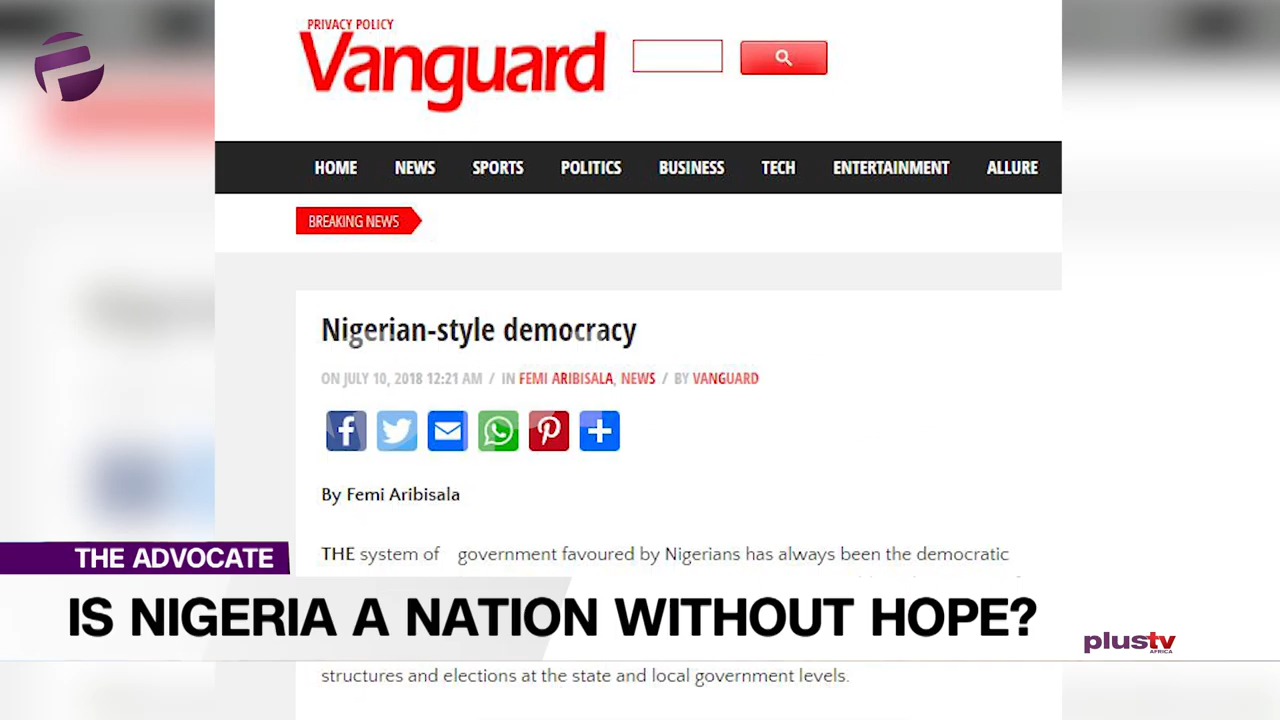 PRIVACY POLICY
Vanguard
HOME NEWS SPORTS POLITICS BUSINESS TECH ENTERTAINMENT ALLURE
BREAKING NEWS
Nigerian-style democracy
ON JULY 10, 2018 12:21 AM / IN FEMI ARIBISALA, NEWS / BY VANGUARD
By Femi Aribisala
THE system of government favoured by Nigerians has always been the democratic
THE ADVOCATE
IS NIGERIA A NATION WITHOUT HOPE?
plustv
AFRICA
structures and elections at the state and local government levels.